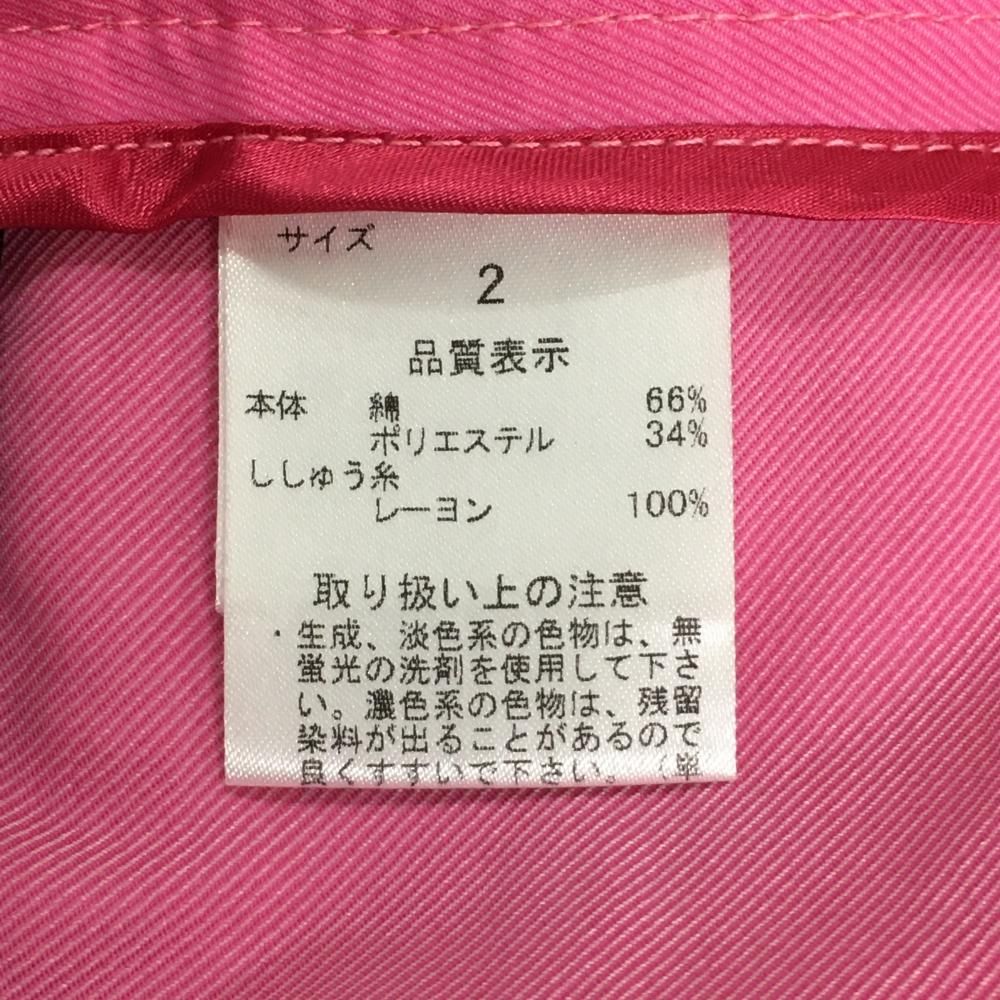 サイズ
2
品質表示
本体 綿 66%
ポリエステル 34%
ししゅう糸
レーヨン 100%
取り扱い上の注意
・生成、淡色系の色物は、無
蛍光の洗剤を使用して下さ
い。濃色系の色物は、残留
染料が出ることがあるので
良くすすいで下さい。(単